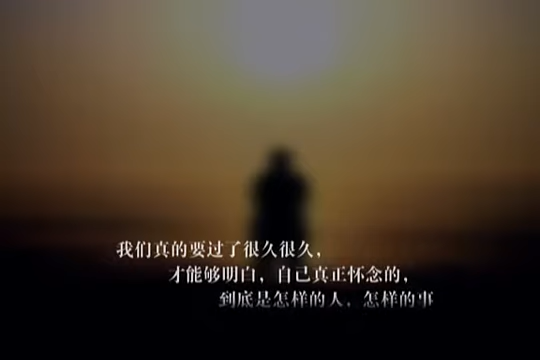 我们真的要过了很久很久，
才能够明白，自己真正怀念的，
到底是怎样的人，怎样的事